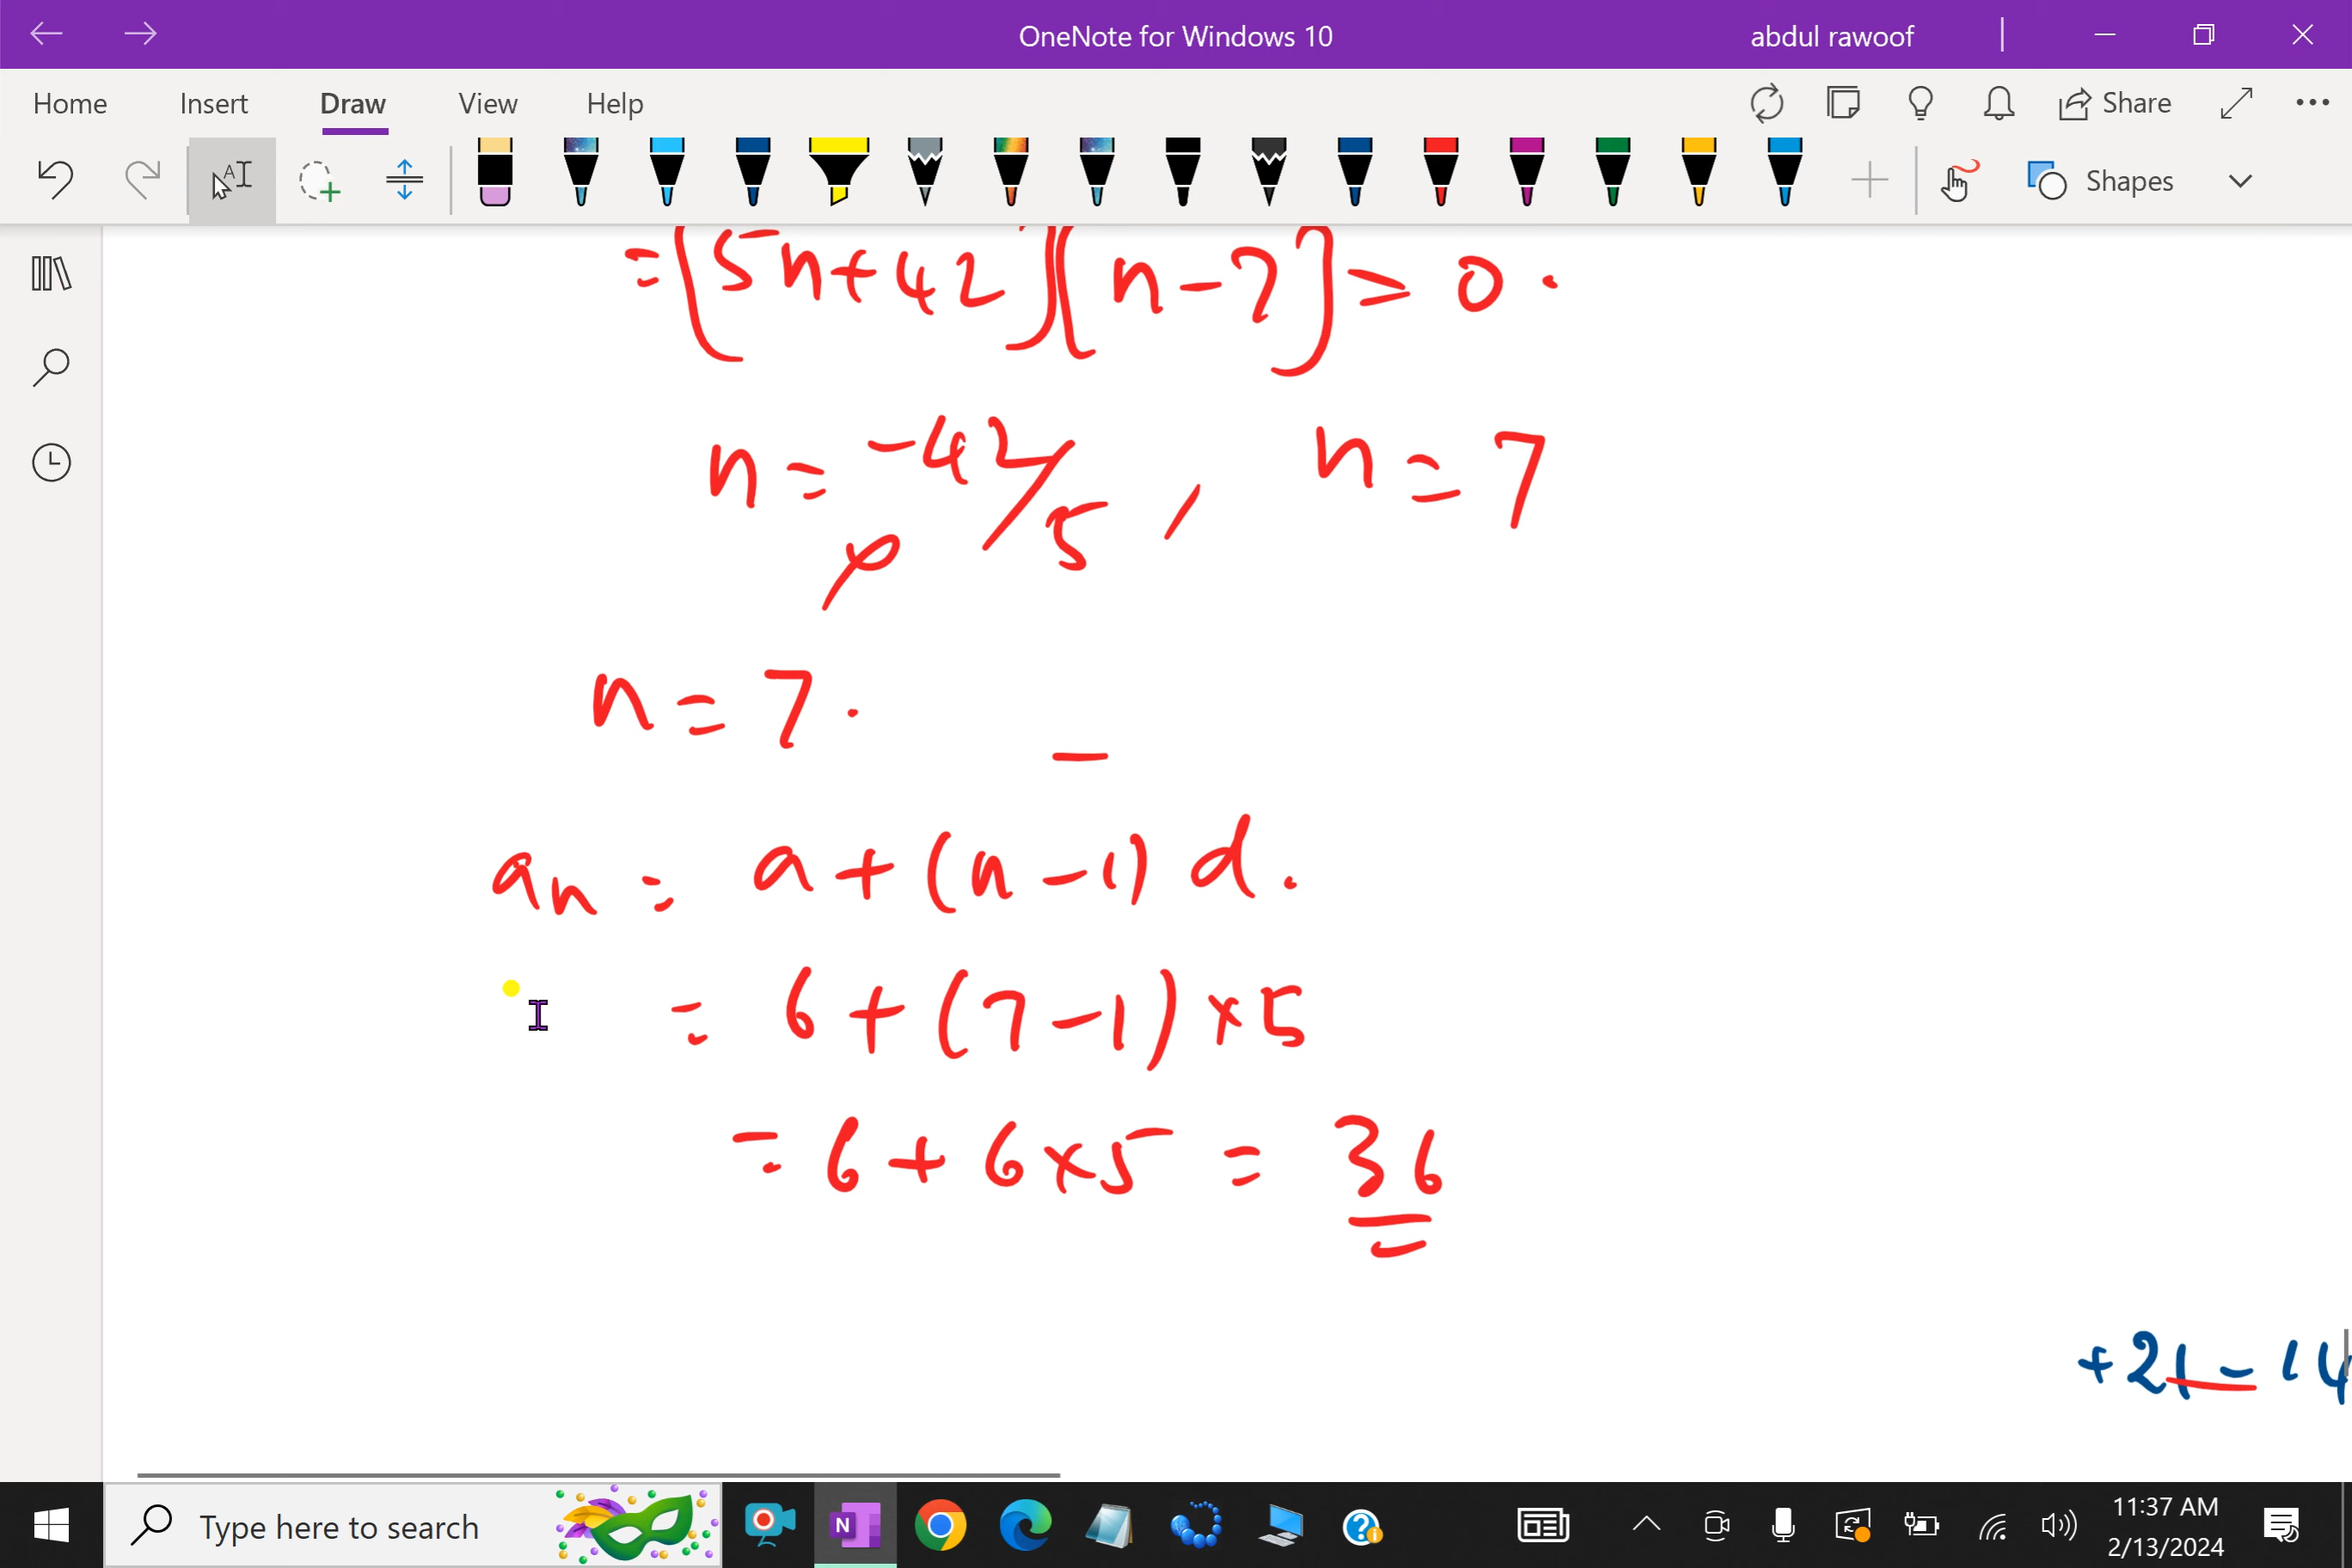 OneNote for Windows 10
abdul rawoof
Home Insert Draw View Help
Share
Shapes
=(5n+42)(n-7)=0.
n=-42/5, n=7
n=7.
_
an = a+(n-1)d.
= 6+(7-1)×5
= 6+6×5 = 36
+21-14
Type here to search
11:37 AM
2/13/2024